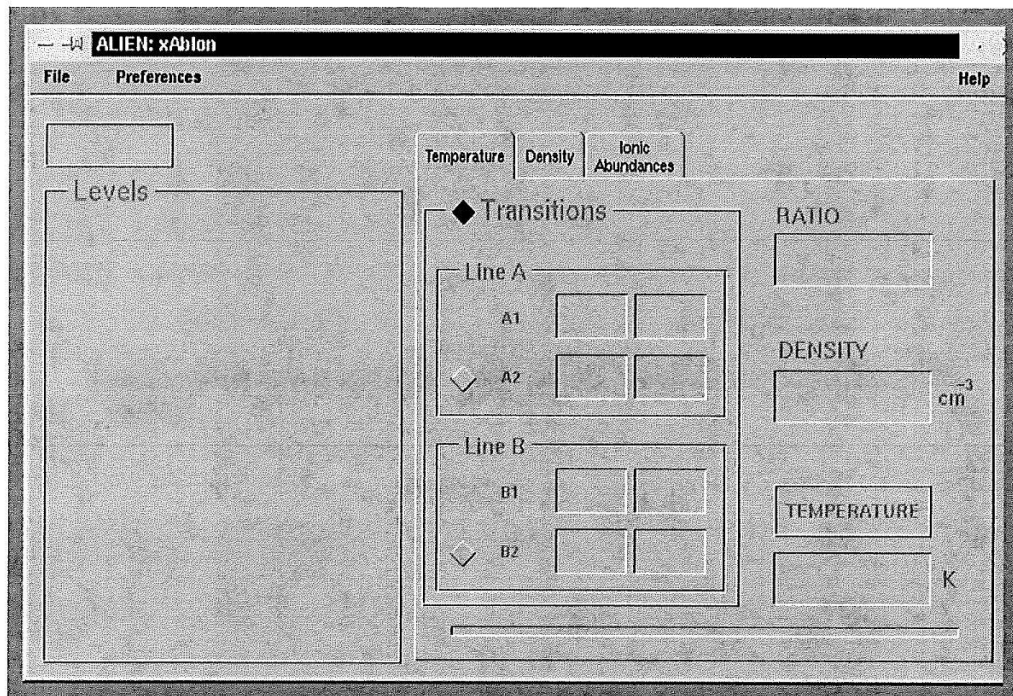 ALIEN: xAbIon
File Preferences Help
Temperature Density Ionic Abundances
Levels
Transitions
RATIO
Line A
A1
DENSITY
A2
cm-3
Line B
B1
TEMPERATURE
B2
K